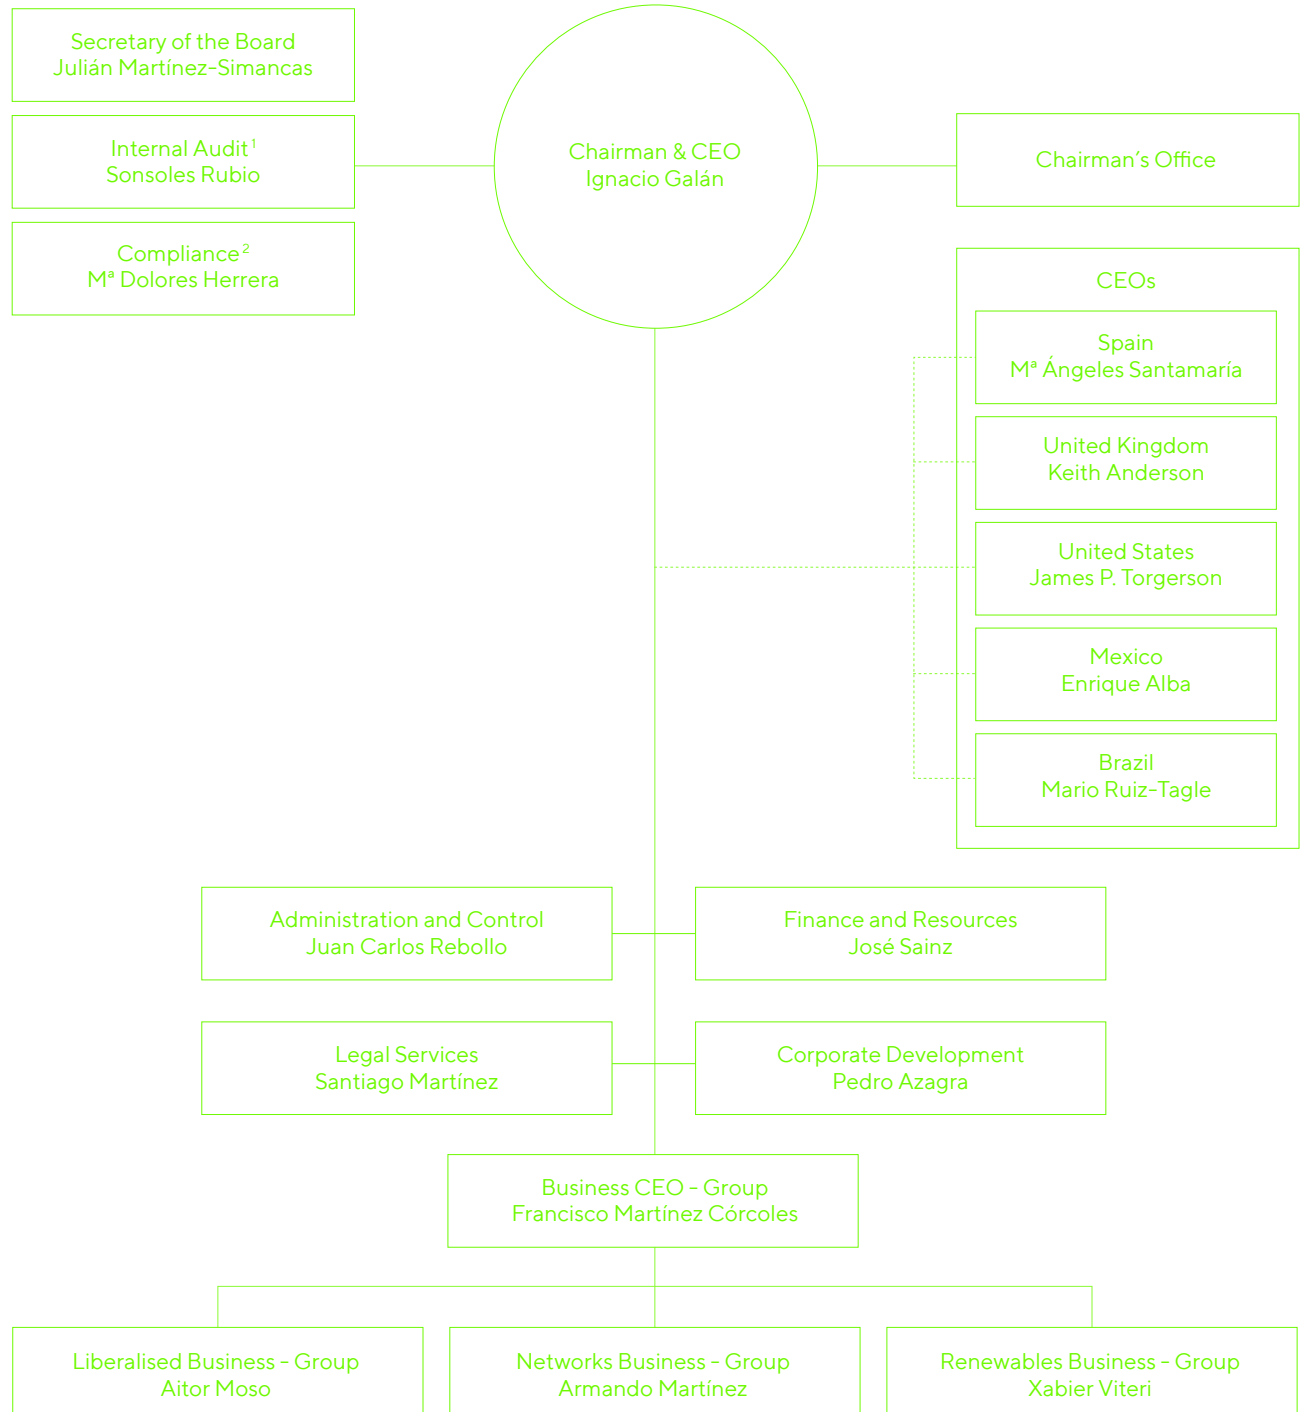 Secretary of the Board
Julián Martínez-Simancas
Internal Audit¹
Sonsoles Rubio
Compliance²
Mª Dolores Herrera
Chairman & CEO
Ignacio Galán
Chairman´s Office
CEOs
Spain
Mª Ángeles Santamaría
United Kingdom
Keith Anderson
United States
James P. Torgerson
Mexico
Enrique Alba
Brazil
Mario Ruiz-Tagle
Administration and Control
Juan Carlos Rebollo
Finance and Resources
José Sainz
Legal Services
Santiago Martínez
Corporate Development
Pedro Azagra
Business CEO - Group
Francisco Martínez Córcoles
Liberalised Business - Group
Aitor Moso
Networks Business - Group
Armando Martínez
Renewables Business - Group
Xabier Viteri